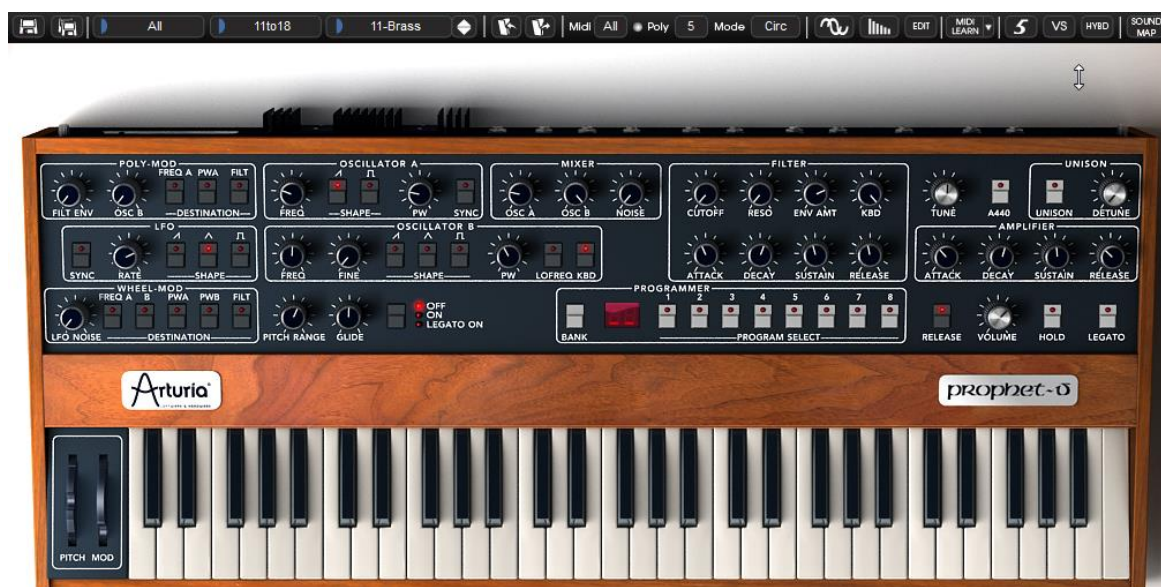 All 11to18 11-Brass Midi All Poly 5 Mode Circ EDIT MIDI LEARN 5 VS HYBD SOUND MAP
POLY-MOD OSCILLATOR A MIXER FILTER UNISON
FREQ A PWA FILT
FILT ENV OSC B DESTINATION FREQ SHAPE PW SYNC OSC A OSC B NOISE CUTOFF RESO ENV AMT KBD TUNE A440 UNISON DETUNE
LFO OSCILLATOR B AMPLIFIER
SYNC RATE SHAPE FREQ FINE SHAPE PW LOFREQ KBD ATTACK DECAY SUSTAIN RELEASE ATTACK DECAY SUSTAIN RELEASE
WHEEL-MOD PROGRAMMER
FREQ A B PWA PWB FILT 1 2 3 4 5 6 7 8
OFF
ON
LEGATO ON
LFO NOISE DESTINATION PITCH RANGE GLIDE BANK PROGRAM SELECT RELEASE VOLUME HOLD LEGATO
Arturia prophet-V
PITCH MOD